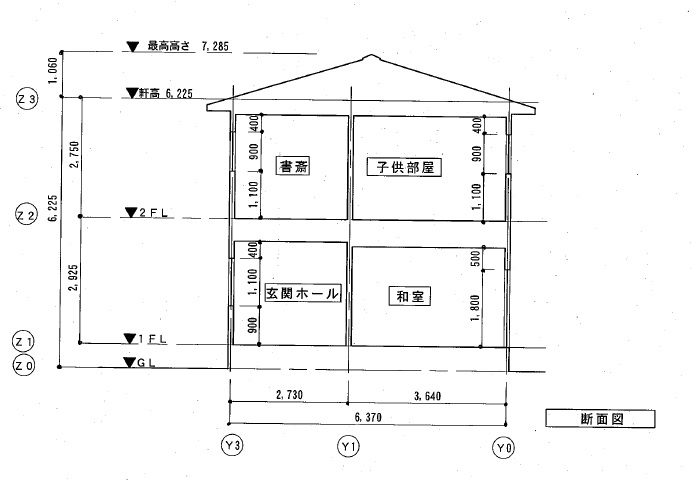 最高高さ 7,285
1,060
Z3
軒高 6,225
400
400
2,750
900
書斎
子供部屋
900
1,100
1,100
6,225
Z2
2FL
400
500
2,925
1,100
玄関ホール
和室
1,800
900
Z1
1FL
Z0
GL
2,730
3,640
6,370
断面図
Y3
Y1
Y0